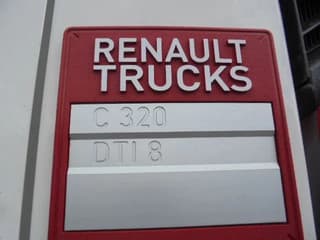 RENAULT
TRUCKS
C 320
DTI 8